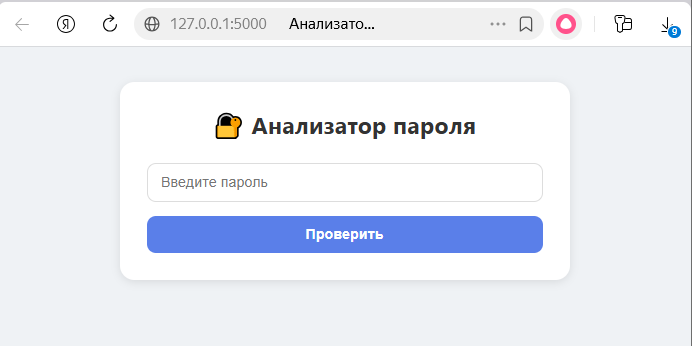 Я 127.0.0.1:5000 Анализато... 9
Анализатор пароля
Введите пароль
Проверить